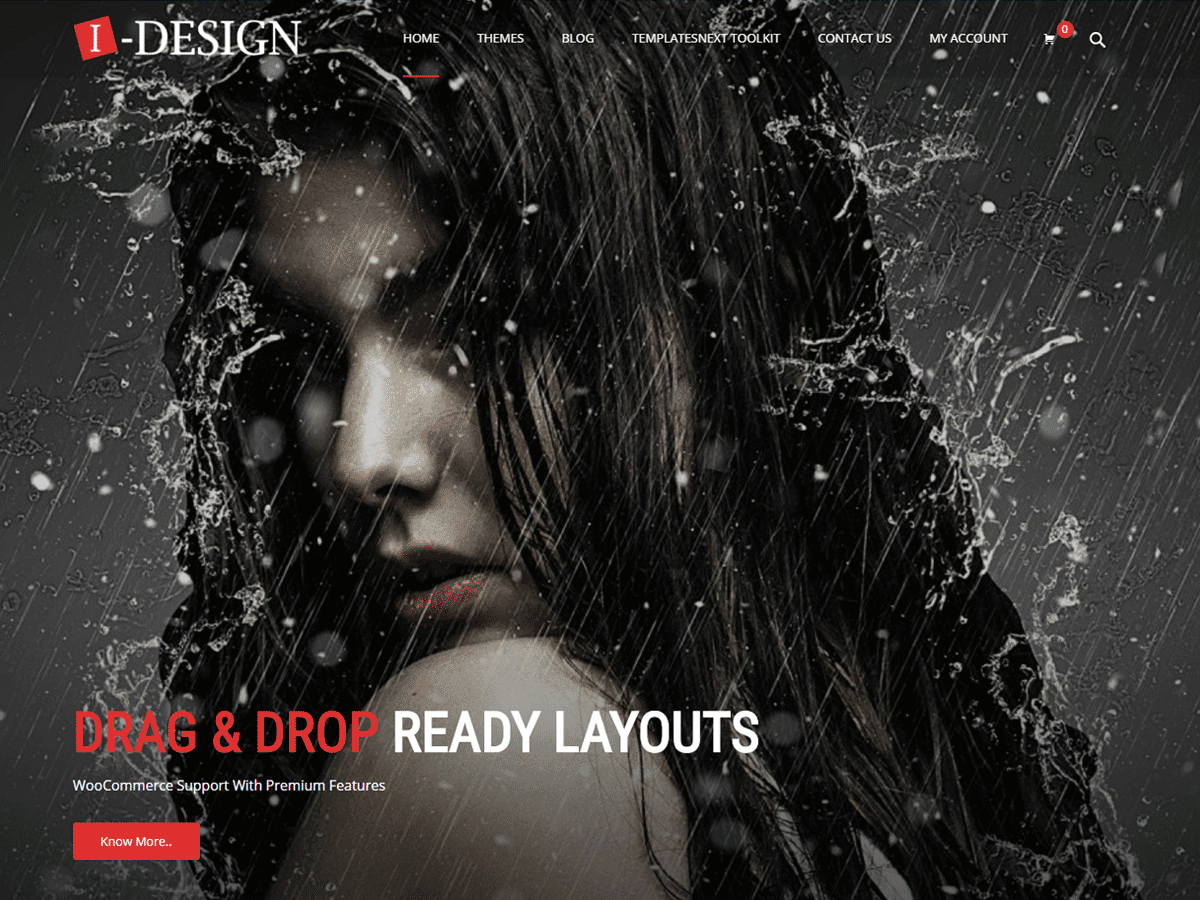 I-DESIGN
HOME THEMES BLOG TEMPLATESNEXT TOOLKIT CONTACT US MY ACCOUNT 0
DRAG & DROP READY LAYOUTS
WooCommerce Support With Premium Features
Know More..